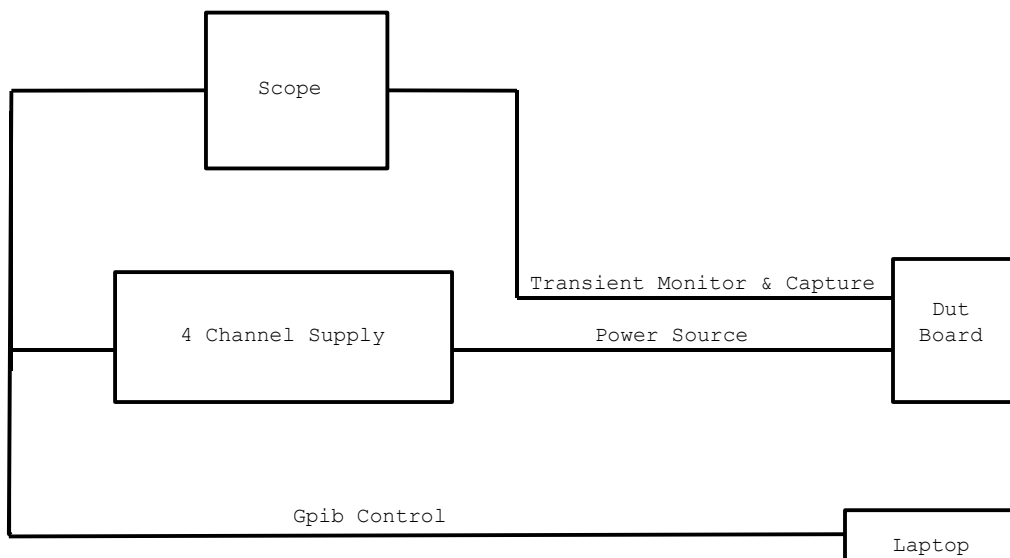 Scope
Transient Monitor & Capture
Dut
Board
4 Channel Supply
Power Source
Gpib Control
Laptop